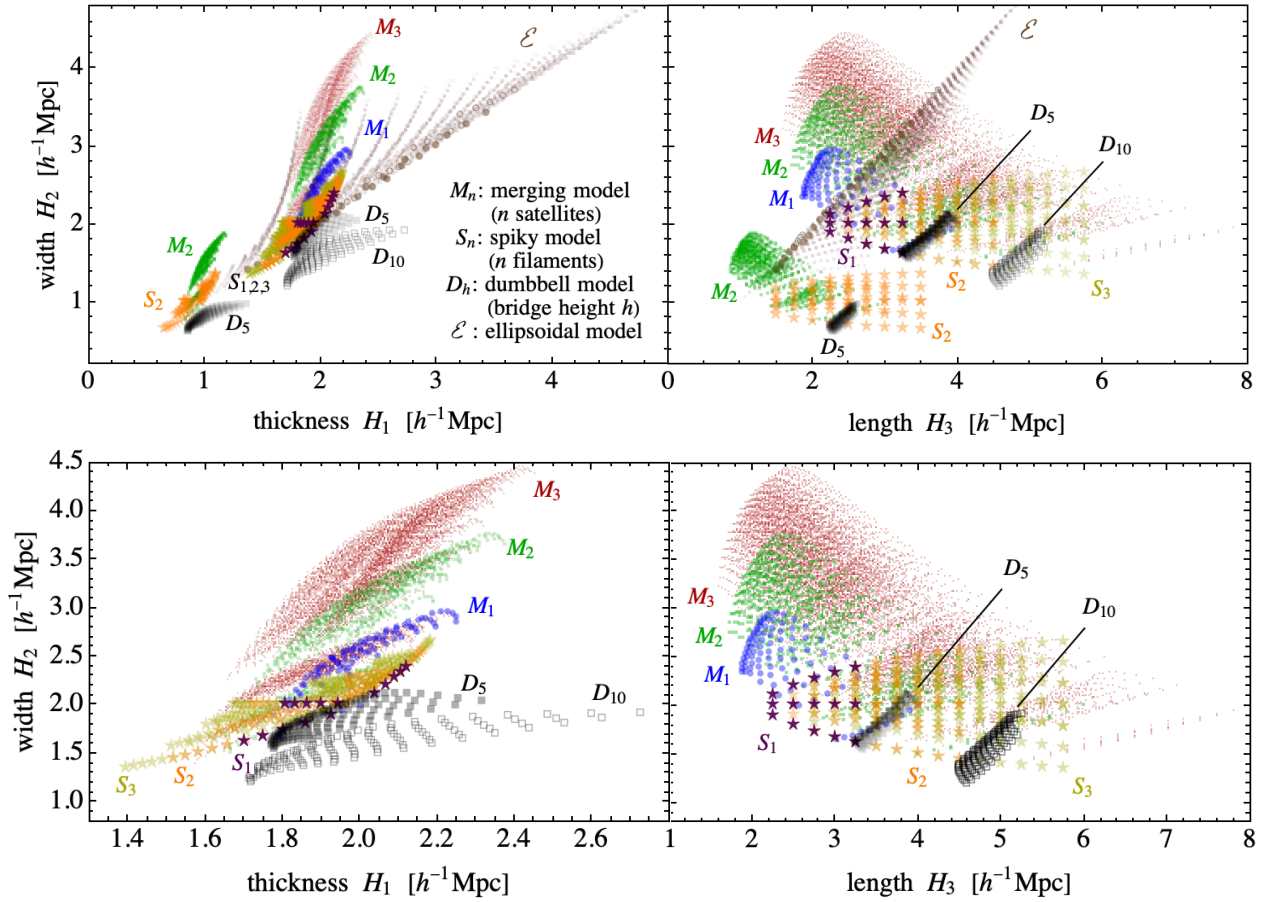 4
3
2
1
0
1
2
3
4
width H₂ [h⁻¹Mpc]
thickness H₁ [h⁻¹Mpc]
M₃
M₂
M₁
ℰ
M₂
S₂
D₅
S₁,₂,₃
D₅
D₁₀
Mₙ: merging model
(n satellites)
Sₙ: spiky model
(n filaments)
Dₕ: dumbbell model
(bridge height h)
ℰ : ellipsoidal model
ℰ
M₃
M₂
M₁
D₅
D₁₀
S₁
S₂
S₃
M₂
S₂
D₅
0
2
4
6
8
length H₃ [h⁻¹Mpc]
4.5
4.0
3.5
3.0
2.5
2.0
1.5
1.0
width H₂ [h⁻¹Mpc]
M₃
M₂
M₁
D₅
D₁₀
S₁
S₂
S₃
1.4
1.6
1.8
2.0
2.2
2.4
2.6
thickness H₁ [h⁻¹Mpc]
M₃
M₂
M₁
D₅
D₁₀
S₁
S₂
S₃
1
2
3
4
5
6
7
8
length H₃ [h⁻¹Mpc]